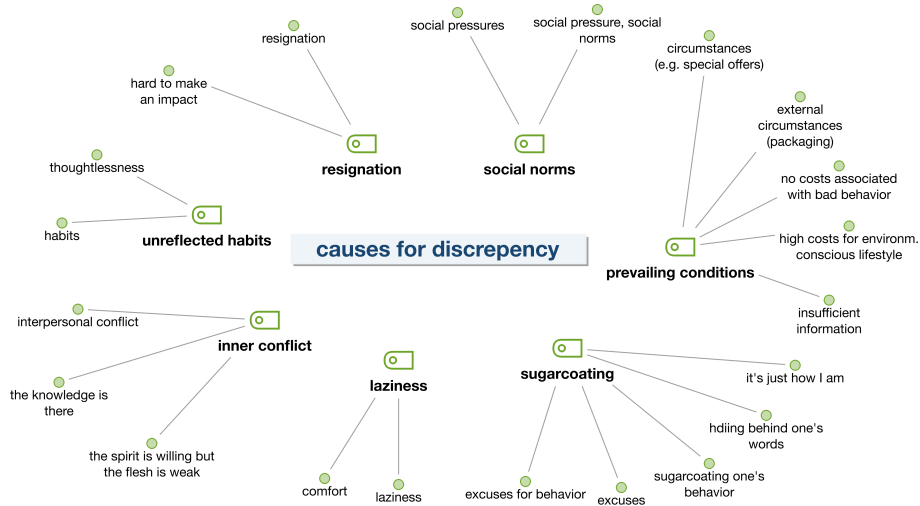 social pressures
social pressure, social
norms
resignation
circumstances
(e.g. special offers)
hard to make
an impact
external
circumstances
(packaging)
resignation
social norms
thoughtlessness
no costs associated
with bad behavior
habits
unreflected habits
causes for discrepency
high costs for environm.
conscious lifestyle
prevailing conditions
insufficient
information
interpersonal conflict
inner conflict
laziness
sugarcoating
it's just how I am
the knowledge is
there
hdiing behind one's
words
the spirit is willing but
the flesh is weak
sugarcoating one's
behavior
comfort
laziness
excuses for behavior
excuses